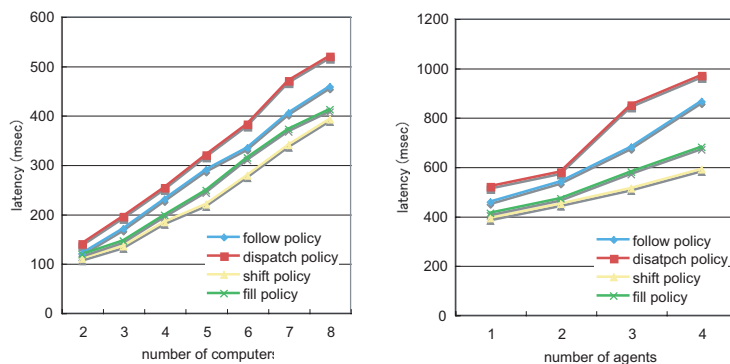 600
500
400
300
200
100
0
latency (msec)
2 3 4 5 6 7 8
number of computers
follow policy
dispatch policy
shift policy
fill policy
1200
1000
800
600
400
200
0
latency (msec)
1 2 3 4
number of agents
follow policy
disatpch policy
shift policy
fill policy